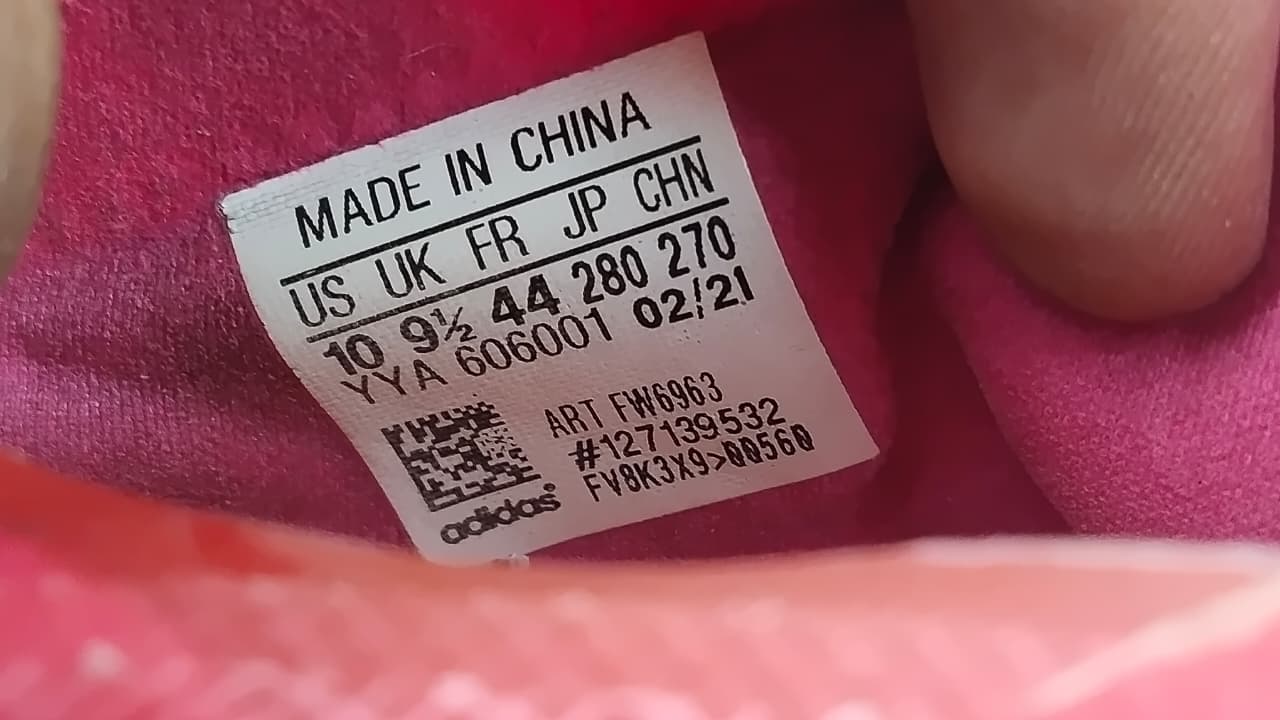 MADE IN CHINA
US UK FR JP CHN
10 9½ 44 280 270
YYA 606001 02/21
ART FW6963
#127139532
FV8K3X9>00560
adidas